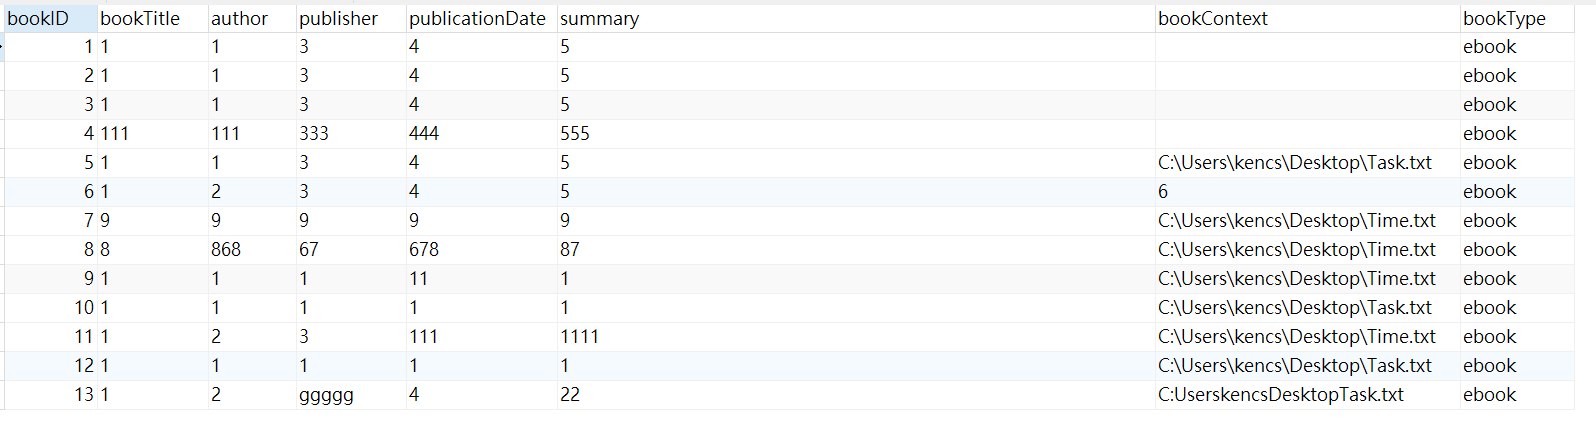 bookID bookTitle author publisher publicationDate summary bookContext bookType
1 1 1 3 4 5 ebook
2 1 1 3 4 5 ebook
3 1 1 3 4 5 ebook
4 111 111 333 444 555 ebook
5 1 1 3 4 5 C:\Users\kencs\Desktop\Task.txt ebook
6 1 2 3 4 5 6 ebook
7 9 9 9 9 9 C:\Users\kencs\Desktop\Time.txt ebook
8 8 868 67 678 87 C:\Users\kencs\Desktop\Time.txt ebook
9 1 1 1 11 1 C:\Users\kencs\Desktop\Time.txt ebook
10 1 1 1 1 1 C:\Users\kencs\Desktop\Task.txt ebook
11 1 2 3 111 1111 C:\Users\kencs\Desktop\Time.txt ebook
12 1 1 1 1 1 C:\Users\kencs\Desktop\Task.txt ebook
13 1 2 ggggg 4 22 C:UserskencsDesktopTask.txt ebook